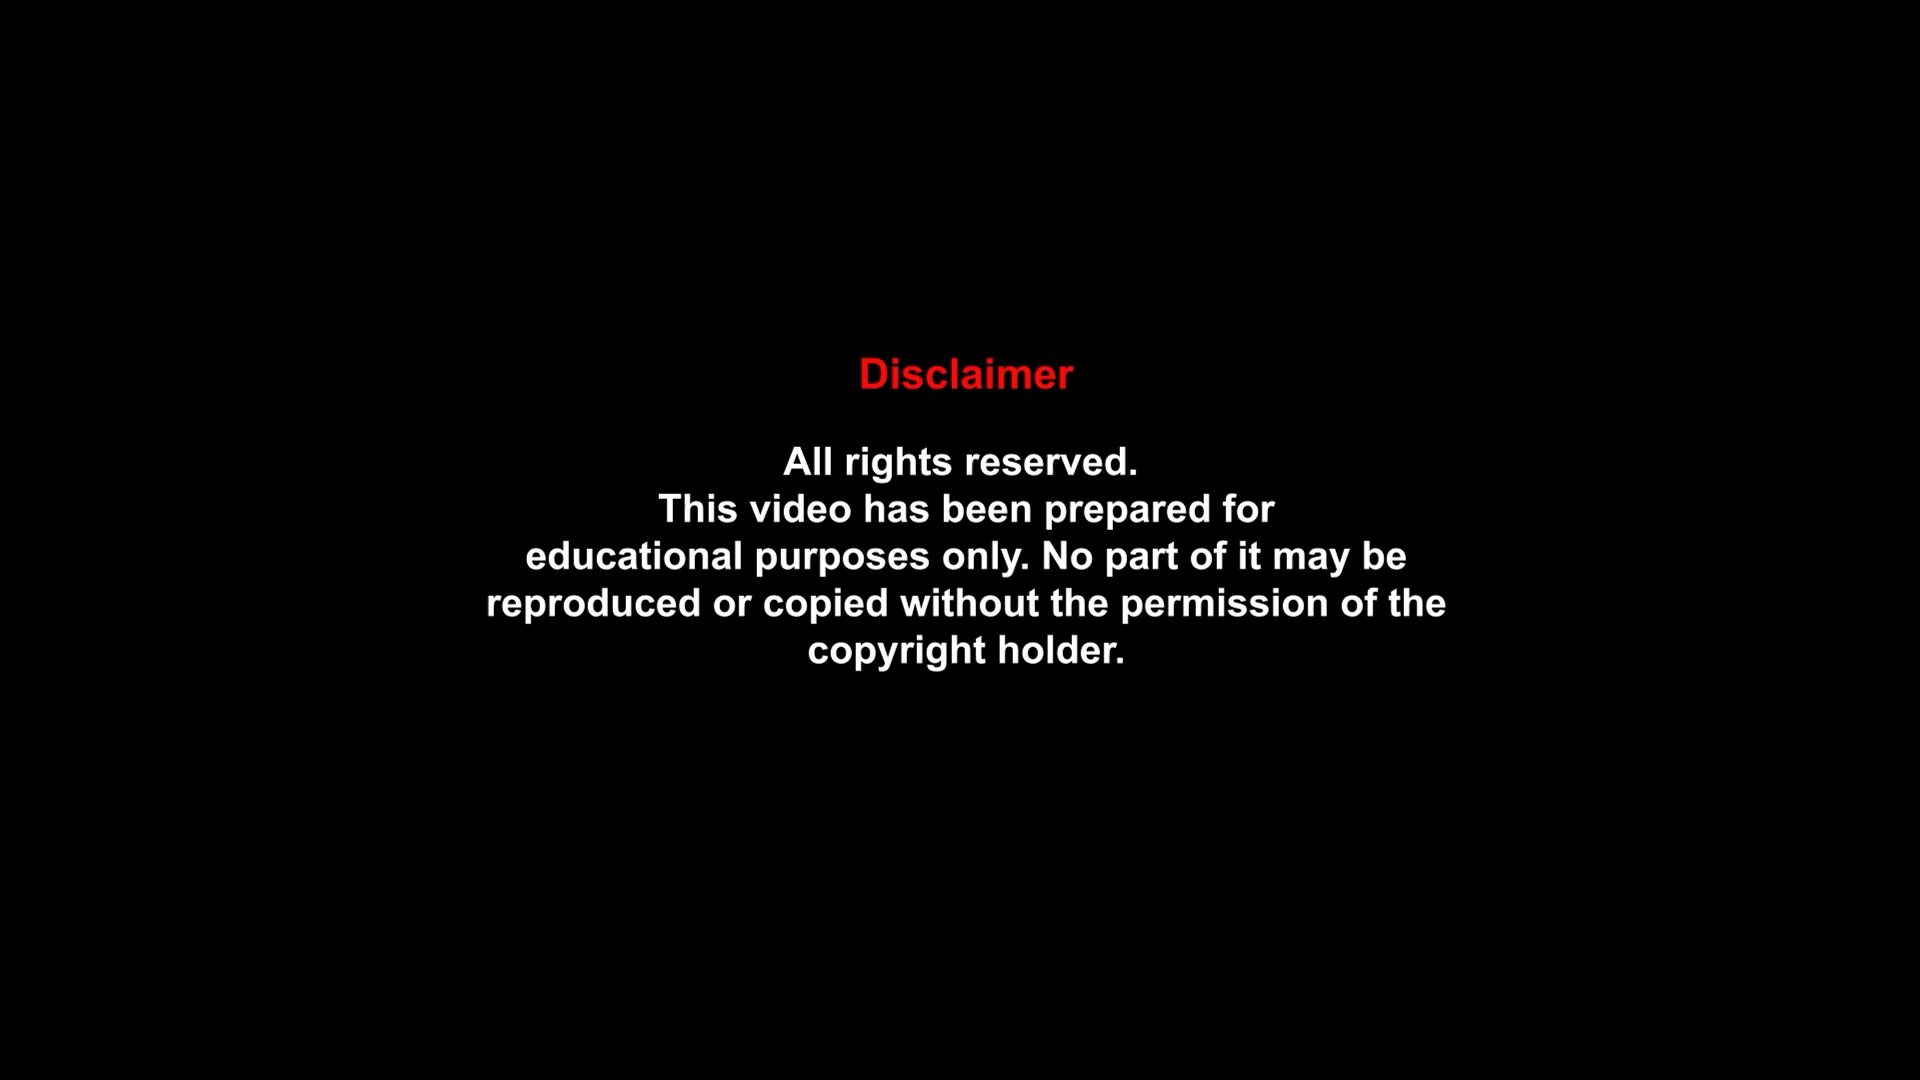 Disclaimer
All rights reserved.
This video has been prepared for
educational purposes only. No part of it may be
reproduced or copied without the permission of the
copyright holder.